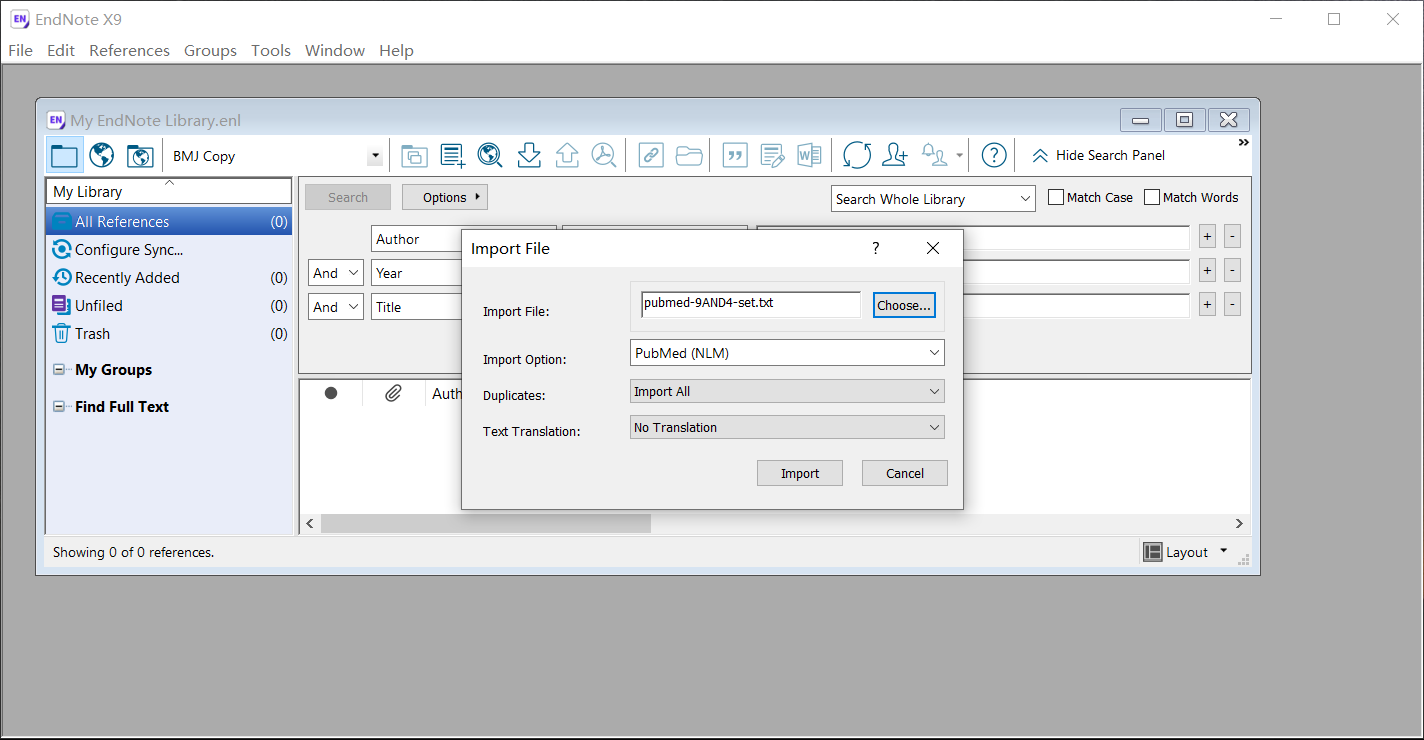 EN EndNote X9
File Edit References Groups Tools Window Help
EN My EndNote Library.enl
BMJ Copy
Hide Search Panel
My Library
All References (0)
Configure Sync...
Recently Added (0)
Unfiled (0)
Trash (0)
My Groups
Find Full Text
Search Options Search Whole Library Match Case Match Words
Author + -
And Year + -
And Title + -
Auth
Import File ?
Import File: pubmed-9AND4-set.txt Choose...
Import Option: PubMed (NLM)
Duplicates: Import All
Text Translation: No Translation
Import Cancel
Showing 0 of 0 references.
Layout